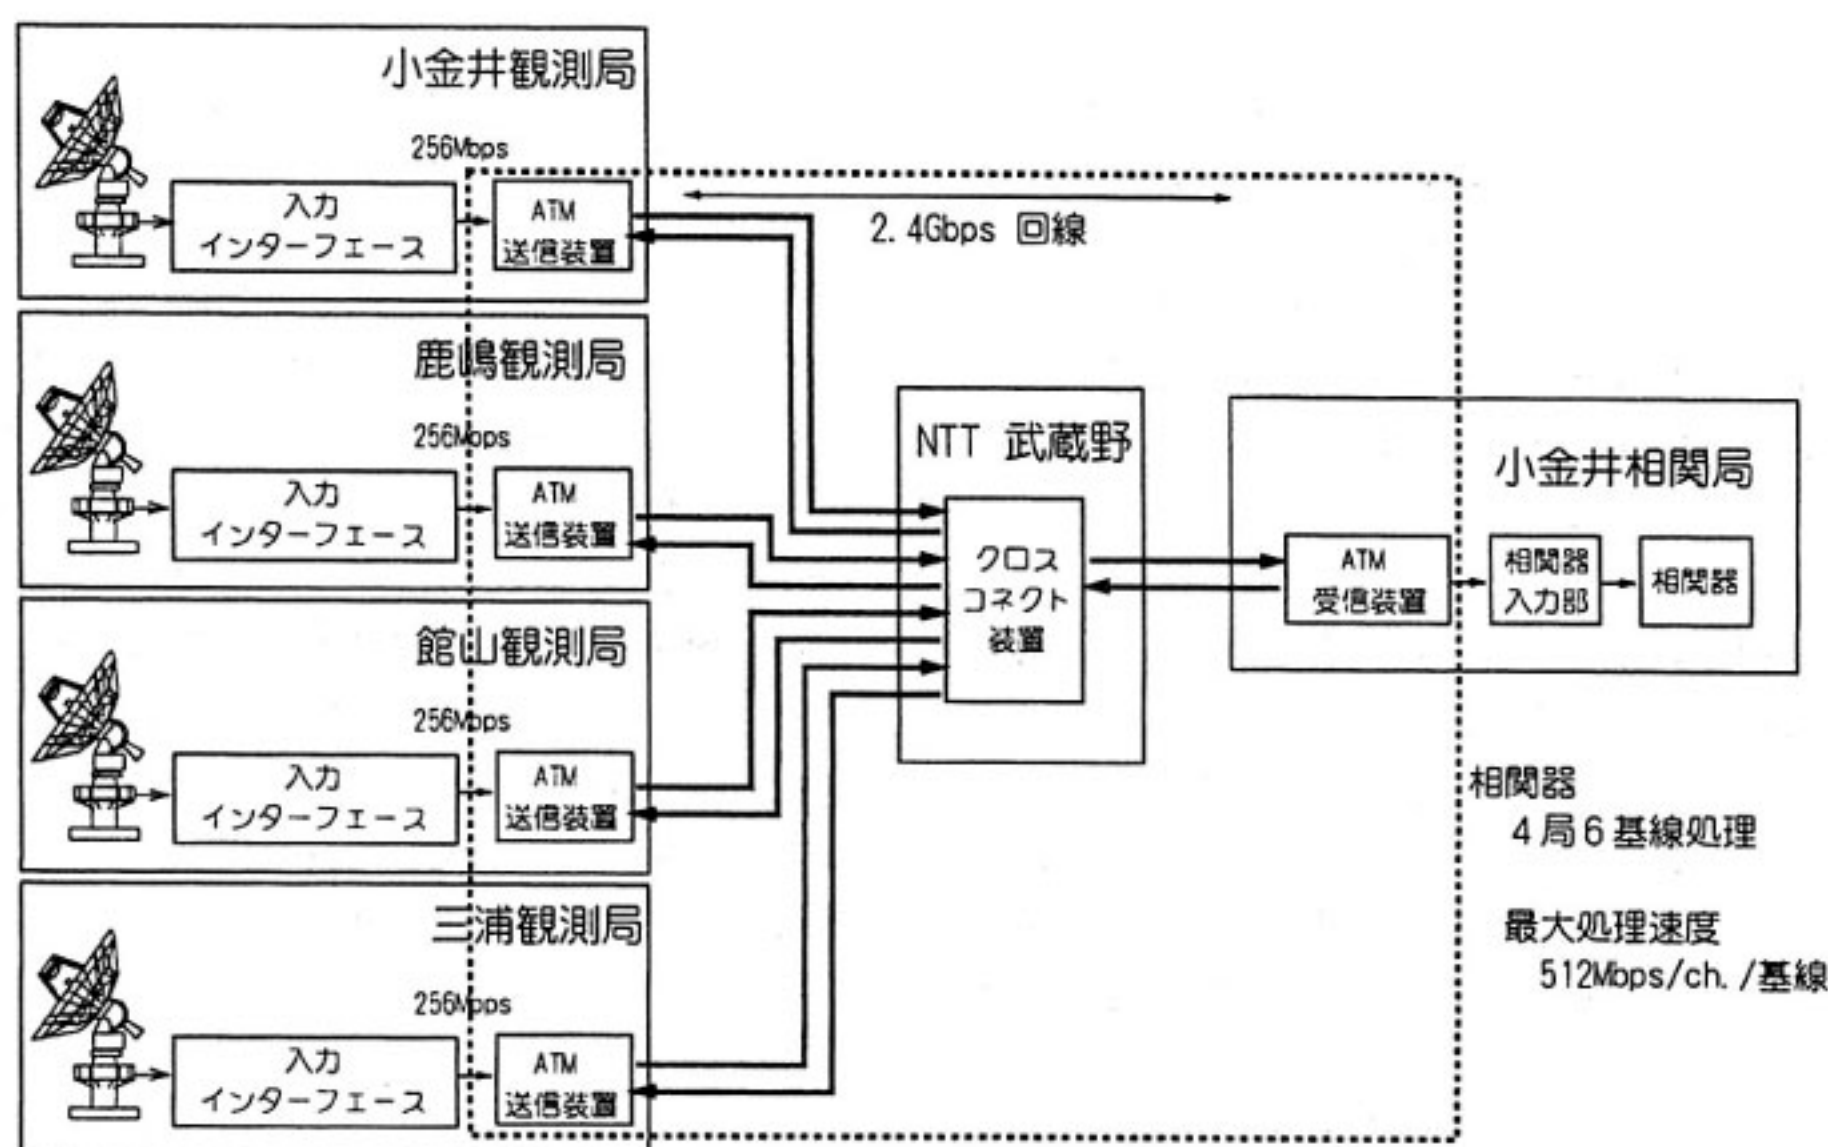 小金井観測局
256Mbps
入力
インターフェース
ATM
送信装置
2.4Gbps 回線
鹿嶋観測局
256Mbps
入力
インターフェース
ATM
送信装置
館山観測局
256Mbps
入力
インターフェース
ATM
送信装置
三浦観測局
256Mbps
入力
インターフェース
ATM
送信装置
NTT 武蔵野
クロス
コネクト
装置
小金井相関局
ATM
受信装置
相関器
入力部
相関器
相関器
4局6基線処理
最大処理速度
512Mbps/ch./基線